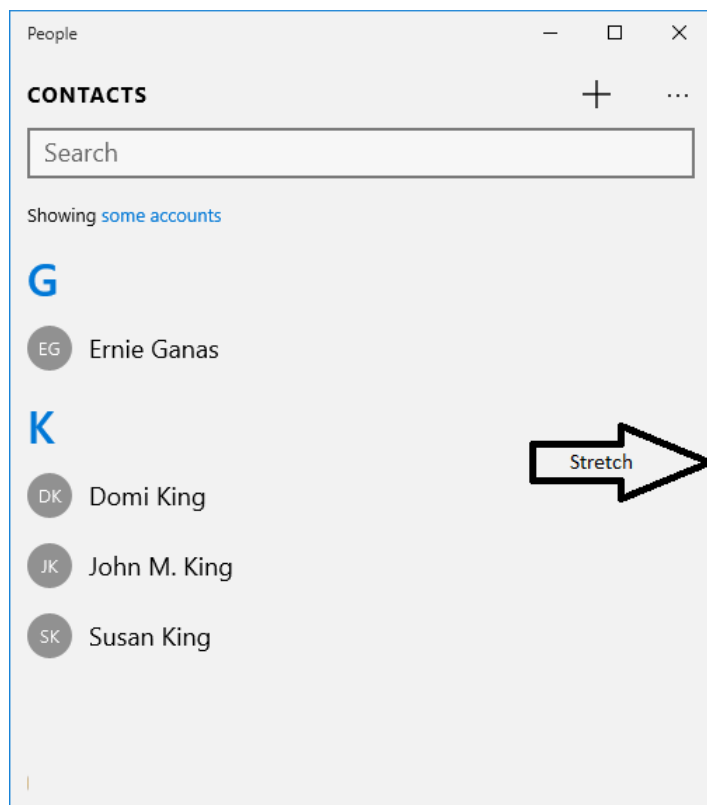 People
CONTACTS
Search
Showing some accounts
G
EG Ernie Ganas
K
Stretch
DK Domi King
JK John M. King
SK Susan King